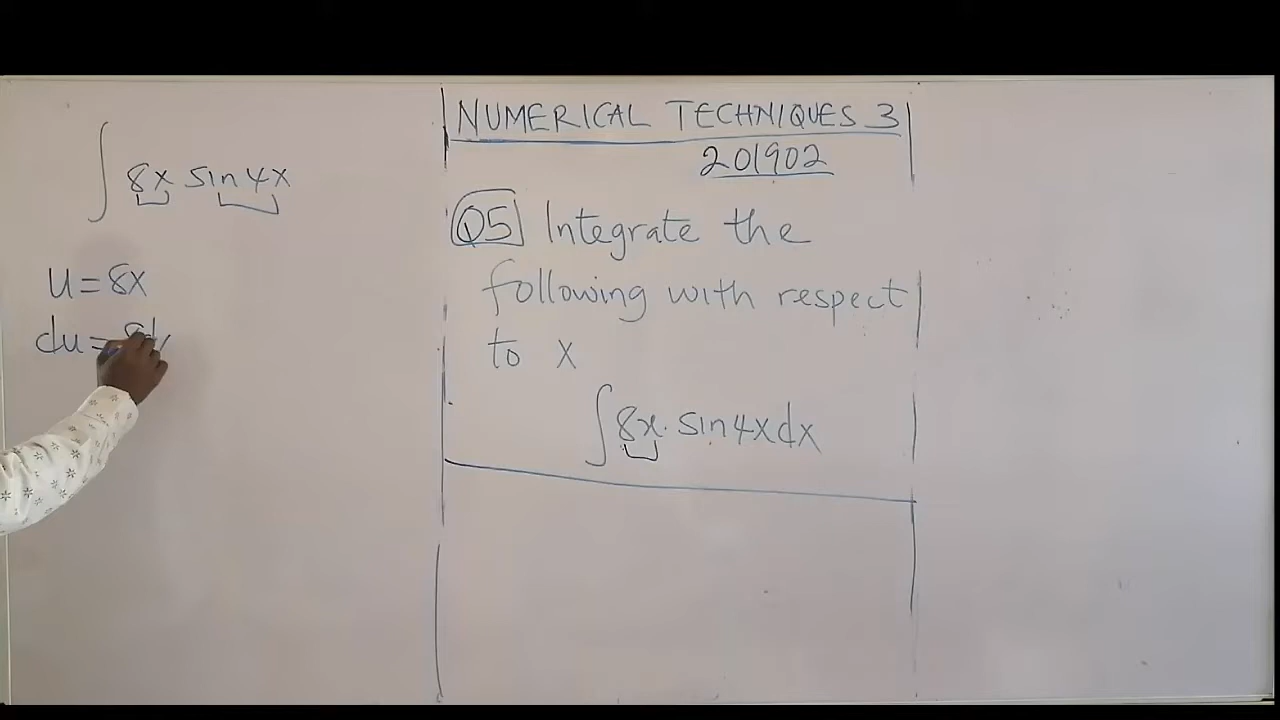 ∫ 8x sin 4x
u = 8x
du = 8d
NUMERICAL TECHNIQUES 3
201902
Q5 Integrate the
following with respect
to x
∫ 8x · sin 4x dx